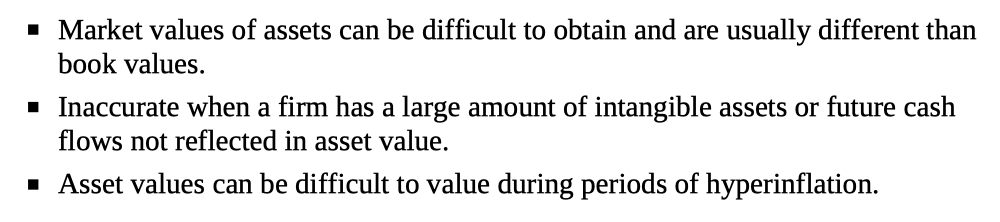 ▪ Market values of assets can be difficult to obtain and are usually different than
book values.
▪ Inaccurate when a firm has a large amount of intangible assets or future cash
flows not reflected in asset value.
▪ Asset values can be difficult to value during periods of hyperinflation.